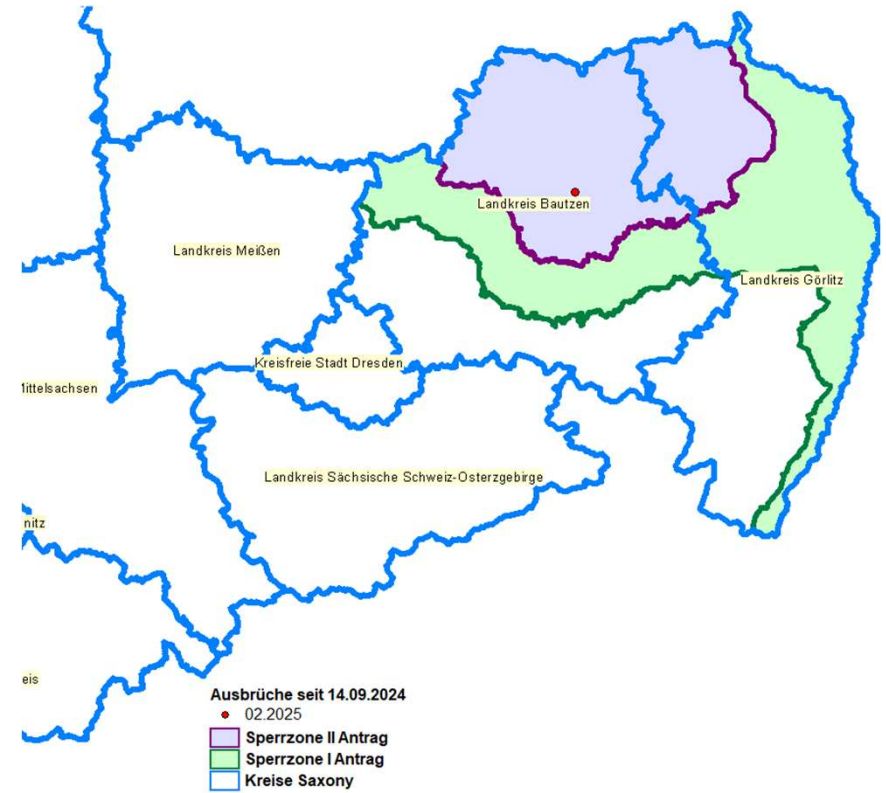 Landkreis Bautzen
Landkreis Meißen
Landkreis Görlitz
Kreisfreie Stadt Dresden
ittelsachsen
Landkreis Sächsische Schweiz-Osterzgebirge
nitz
eis
Ausbrüche seit 14.09.2024
02.2025
Sperrzone II Antrag
Sperrzone I Antrag
Kreise Saxony